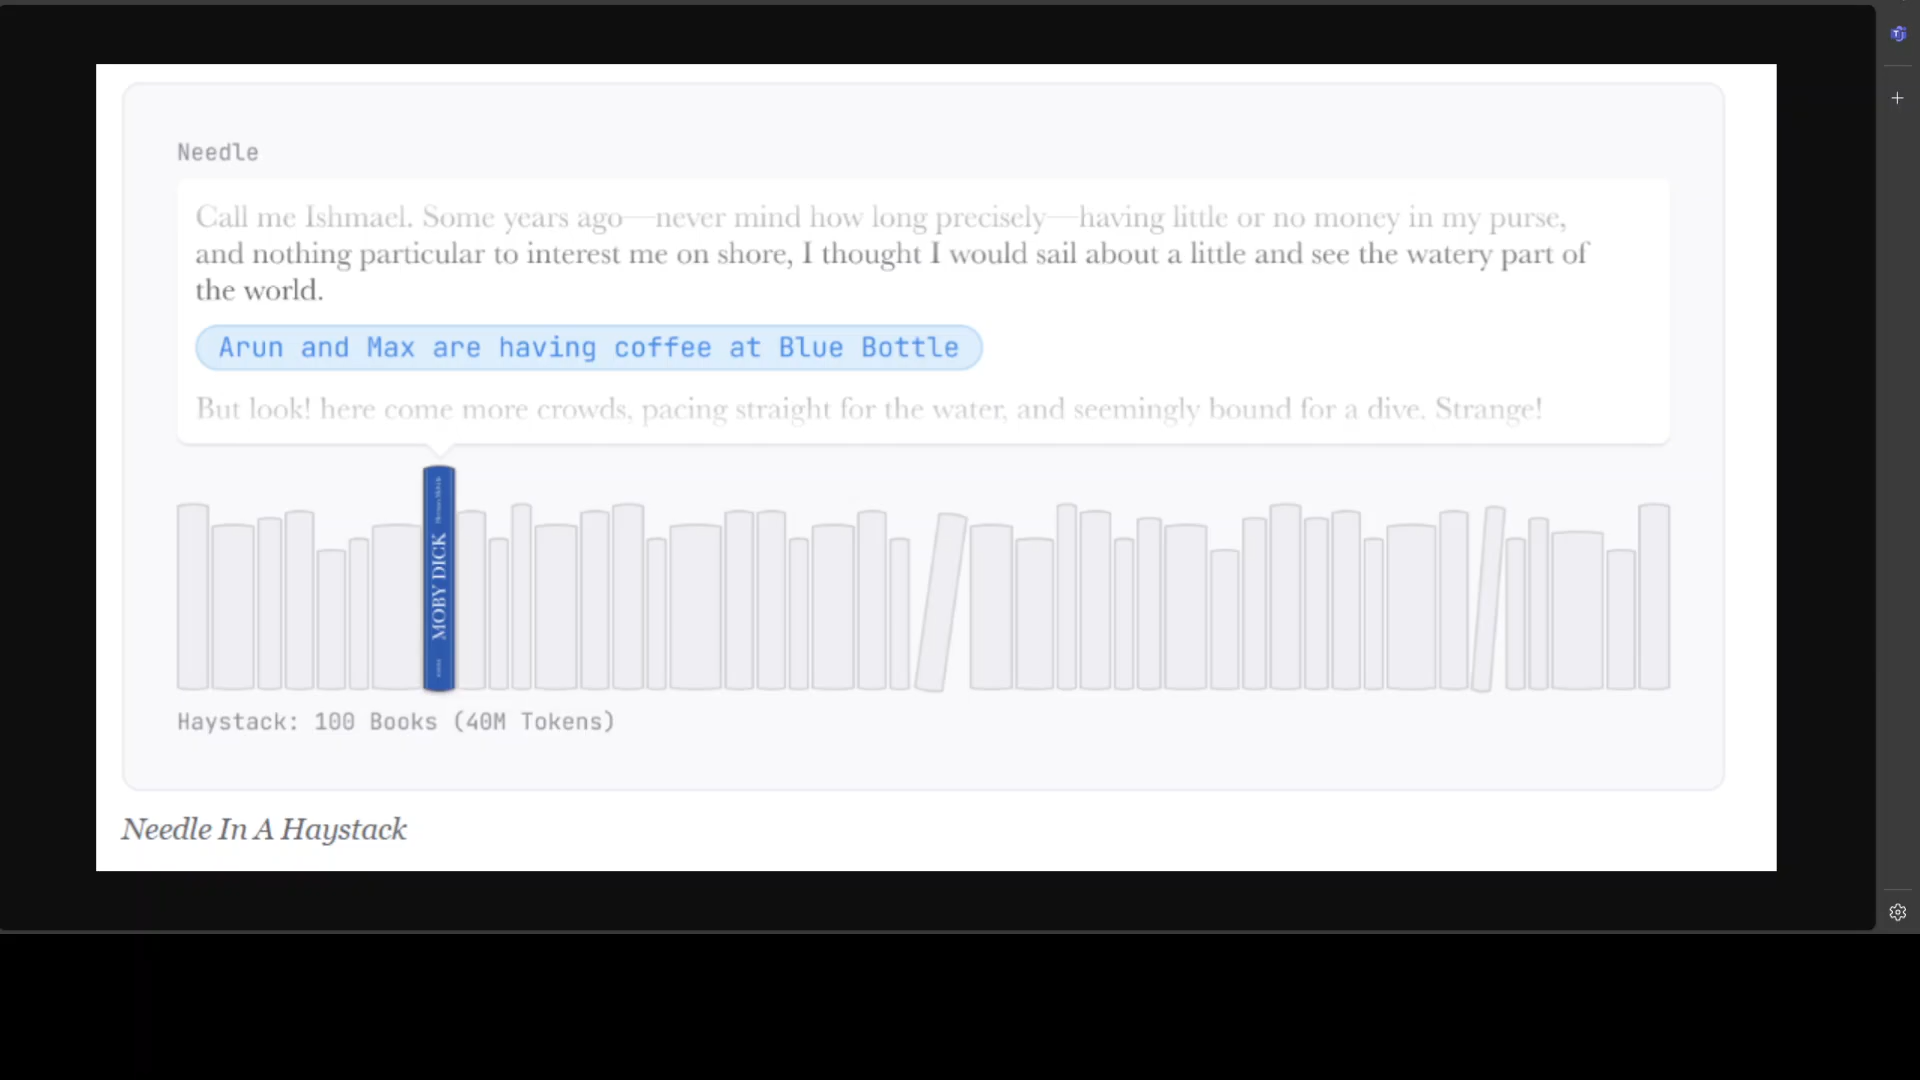 Needle
Call me Ishmael. Some years ago—never mind how long precisely—having little or no money in my purse,
and nothing particular to interest me on shore, I thought I would sail about a little and see the watery part of
the world.
Arun and Max are having coffee at Blue Bottle
But look! here come more crowds, pacing straight for the water, and seemingly bound for a dive. Strange!
MOBY DICK
Haystack: 100 Books (40M Tokens)
Needle In A Haystack